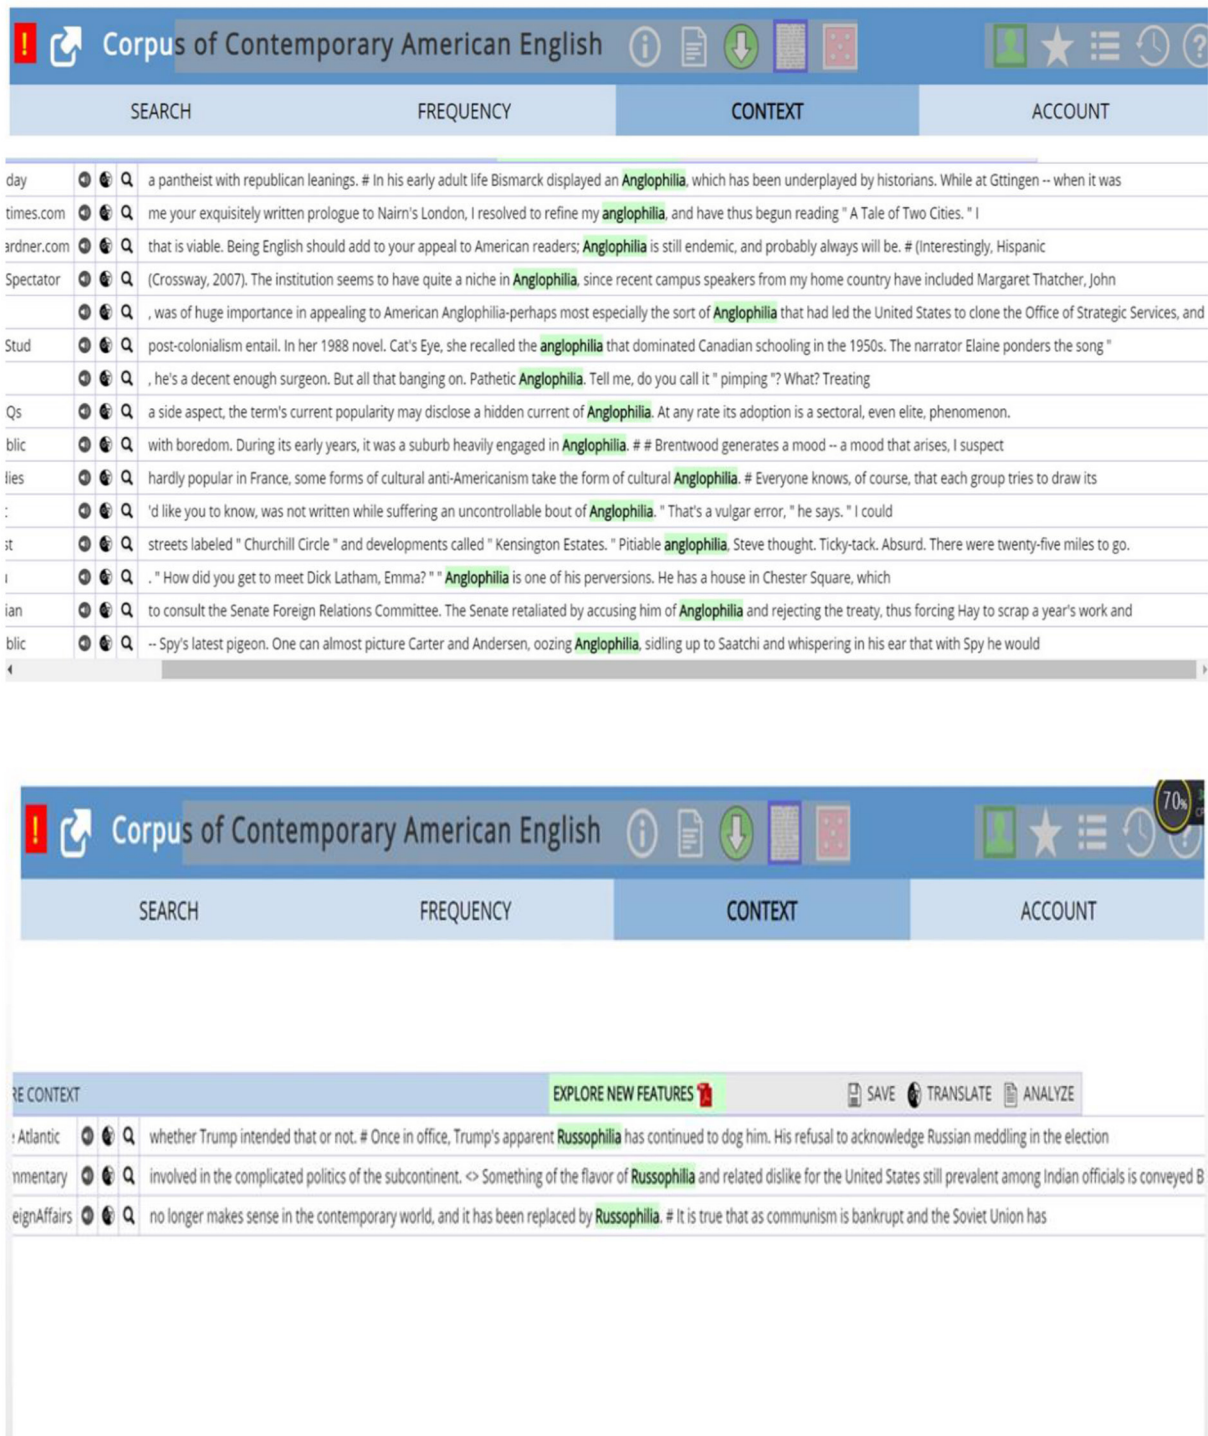 ! Corpus of Contemporary American English
SEARCH FREQUENCY CONTEXT ACCOUNT
day a pantheist with republican leanings. # In his early adult life Bismarck displayed an Anglophilia, which has been underplayed by historians. While at Gttingen -- when it was
times.com me your exquisitely written prologue to Nairn's London, I resolved to refine my anglophilia, and have thus begun reading " A Tale of Two Cities. " I
ardner.com that is viable. Being English should add to your appeal to American readers; Anglophilia is still endemic, and probably always will be. # (Interestingly, Hispanic
Spectator (Crossway, 2007). The institution seems to have quite a niche in Anglophilia, since recent campus speakers from my home country have included Margaret Thatcher, John
, was of huge importance in appealing to American Anglophilia-perhaps most especially the sort of Anglophilia that had led the United States to clone the Office of Strategic Services, and
Stud post-colonialism entail. In her 1988 novel. Cat's Eye, she recalled the anglophilia that dominated Canadian schooling in the 1950s. The narrator Elaine ponders the song "
, he's a decent enough surgeon. But all that banging on. Pathetic Anglophilia. Tell me, do you call it " pimping "? What? Treating
Qs a side aspect, the term's current popularity may disclose a hidden current of Anglophilia. At any rate its adoption is a sectoral, even elite, phenomenon.
blic with boredom. During its early years, it was a suburb heavily engaged in Anglophilia. # # Brentwood generates a mood -- a mood that arises, I suspect
dies hardly popular in France, some forms of cultural anti-Americanism take the form of cultural Anglophilia. # Everyone knows, of course, that each group tries to draw its
'd like you to know, was not written while suffering an uncontrollable bout of Anglophilia. " That's a vulgar error, " he says. " I could
st streets labeled " Churchill Circle " and developments called " Kensington Estates. " Pitiable anglophilia, Steve thought. Ticky-tack. Absurd. There were twenty-five miles to go.
. " How did you get to meet Dick Latham, Emma? " " Anglophilia is one of his perversions. He has a house in Chester Square, which
ian to consult the Senate Foreign Relations Committee. The Senate retaliated by accusing him of Anglophilia and rejecting the treaty, thus forcing Hay to scrap a year's work and
blic -- Spy's latest pigeon. One can almost picture Carter and Andersen, oozing Anglophilia, sidling up to Saatchi and whispering in his ear that with Spy he would
! Corpus of Contemporary American English 70%
SEARCH FREQUENCY CONTEXT ACCOUNT
RE CONTEXT EXPLORE NEW FEATURES SAVE TRANSLATE ANALYZE
Atlantic whether Trump intended that or not. # Once in office, Trump's apparent Russophilia has continued to dog him. His refusal to acknowledge Russian meddling in the election
mmentary involved in the complicated politics of the subcontinent. <> Something of the flavor of Russophilia and related dislike for the United States still prevalent among Indian officials is conveyed B
eignAffairs no longer makes sense in the contemporary world, and it has been replaced by Russophilia. # It is true that as communism is bankrupt and the Soviet Union has